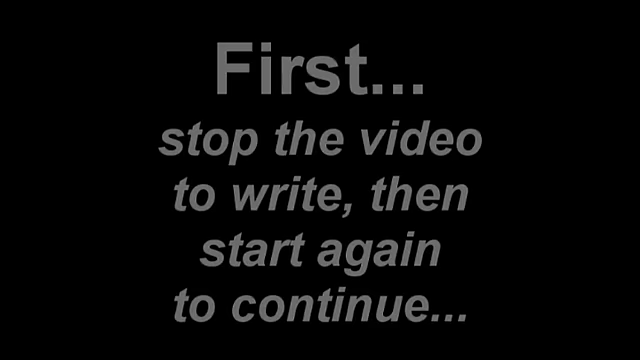 First...
stop the video
to write, then
start again
to continue...